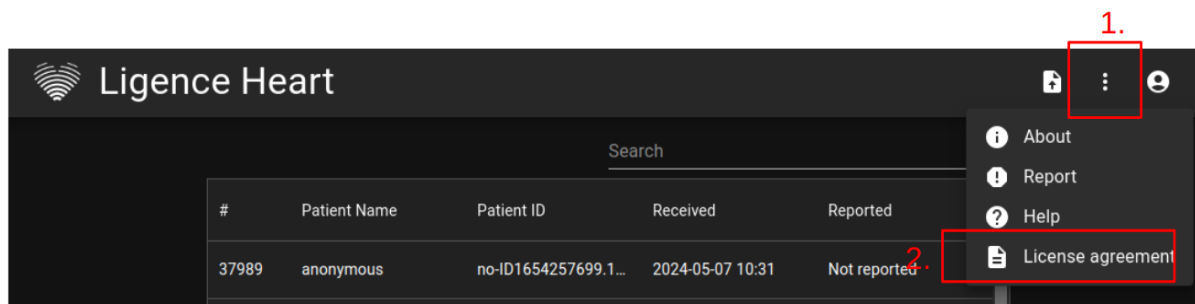 1.
Ligence Heart
About
Search
Report
# Patient Name Patient ID Received Reported
Help
2. License agreement
37989 anonymous no-ID1654257699.1... 2024-05-07 10:31 Not reported